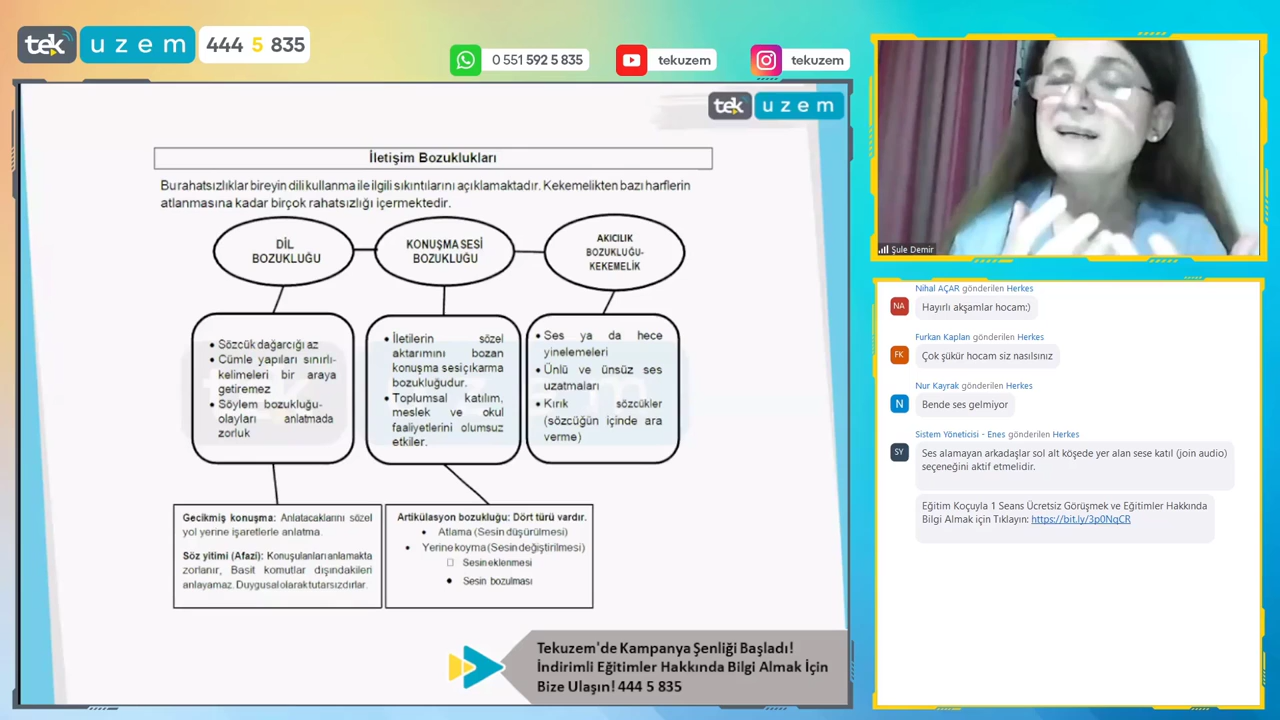 tek uzem 444 5 835
0 551 592 5 835
tekuzem
tekuzem
tek uzem
İletişim Bozuklukları
Bu rahatsızlıklar bireyin dili kullanma ile ilgili sıkıntılarını açıklamaktadır. Kekemelikten bazı harflerin
atlanmasına kadar birçok rahatsızlığı içermektedir.
DİL
BOZUKLUĞU
KONUŞMA SESİ
BOZUKLUĞU
AKICILIK
BOZUKLUĞU-
KEKEMELİK
• Sözcük dağarcığı az
• Cümle yapıları sınırlı-
kelimeleri bir araya
getiremez
• Söylem bozukluğu-
olayları anlatmada
zorluk
• İletilerin sözel
aktarımını bozan
konuşma sesi çıkarma
bozukluğudur.
• Toplumsal katılım,
meslek ve okul
faaliyetlerini olumsuz
etkiler.
• Ses ya da hece
yinelemeleri
• Ünlü ve ünsüz ses
uzatmaları
• Kırık sözcükler
(sözcüğün içinde ara
verme)
Gecikmiş konuşma: Anlatacaklarını sözel
yol yerine işaretlerle anlatma.
Söz yitimi (Afazi): Konuşulanları anlamakta
zorlanır, Basit komutlar dışındakileri
anlayamaz. Duygusal olarak tutarsızdırlar.
Artikülasyon bozukluğu: Dört türü vardır.
• Atlama (Sesin düşürülmesi)
• Yerine koyma (Sesin değiştirilmesi)
□ Sesin eklenmesi
• Sesin bozulması
Tekuzem'de Kampanya Şenliği Başladı!
İndirimli Eğitimler Hakkında Bilgi Almak İçin
Bize Ulaşın! 444 5 835
Şule Demir
Nihal AÇAR gönderilen Herkes
NA
Hayırlı akşamlar hocam:)
Furkan Kaplan gönderilen Herkes
FK
Çok şükür hocam siz nasılsınız
Nur Kayrak gönderilen Herkes
N
Bende ses gelmiyor
Sistem Yöneticisi - Enes gönderilen Herkes
SY
Ses alamayan arkadaşlar sol alt köşede yer alan sese katıl (join audio)
seçeneğini aktif etmelidir.
Eğitim Koçuyla 1 Seans Ücretsiz Görüşmek ve Eğitimler Hakkında
Bilgi Almak için Tıklayın: https://bit.ly/3p0NqCR